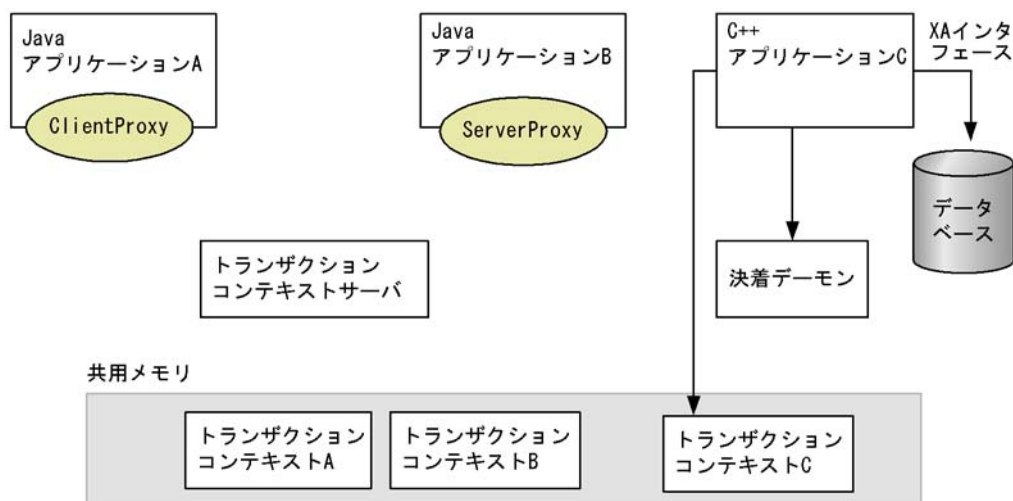 Java
アプリケーションA
ClientProxy
Java
アプリケーションB
ServerProxy
C++
アプリケーションC
XAインタ
フェース
データ
ベース
トランザクション
コンテキストサーバ
決着デーモン
共用メモリ
トランザクション
コンテキストA
トランザクション
コンテキストB
トランザクション
コンテキストC